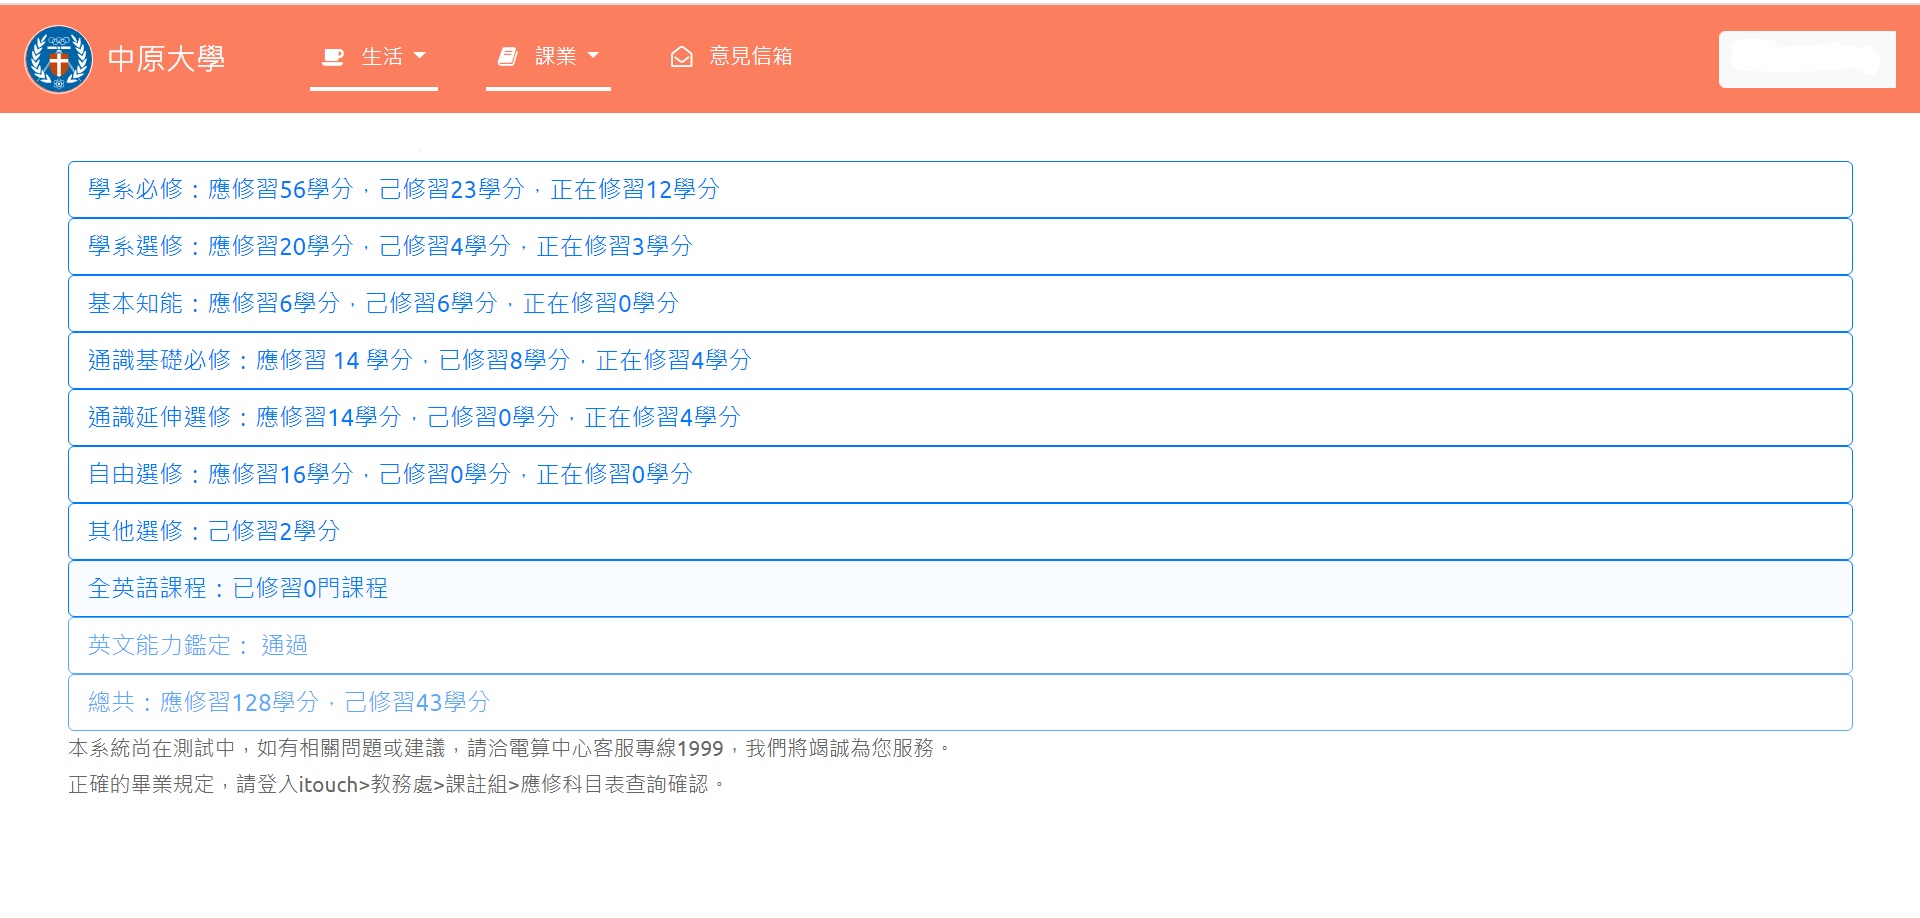 中原大學
生活
課業
意見信箱
學系必修：應修習56學分，己修習23學分，正在修習12學分
學系選修：應修習20學分，己修習4學分，正在修習3學分
基本知能：應修習6學分，己修習6學分，正在修習0學分
通識基礎必修：應修習 14 學分，已修習8學分，正在修習4學分
通識延伸選修：應修習14學分，己修習0學分，正在修習4學分
自由選修：應修習16學分，己修習0學分，正在修習0學分
其他選修：己修習2學分
全英語課程：已修習0門課程
英文能力鑑定： 通過
總共：應修習128學分，己修習43學分
本系統尚在測試中，如有相關問題或建議，請洽電算中心客服專線1999，我們將竭誠為您服務。
正確的畢業規定，請登入itouch>教務處>課註組>應修科目表查詢確認。